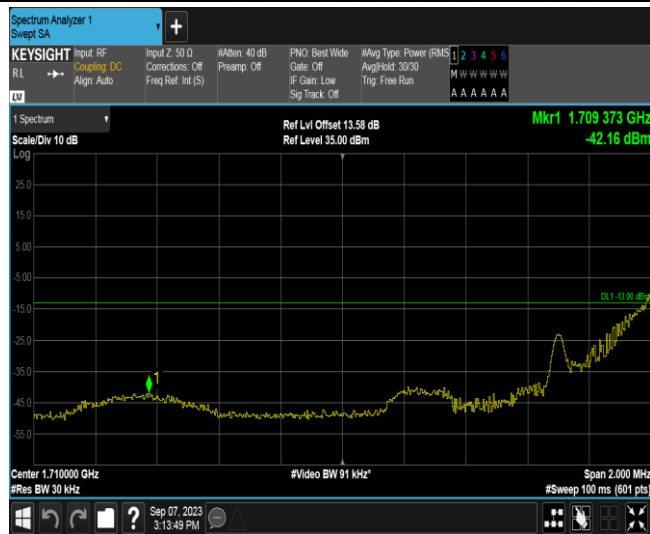 Spectrum Analyzer 1
Swept SA
+
KEYSIGHT
RL
LXI
Input: RF
Coupling: DC
Align: Auto
Input Z: 50 Ω
Corrections: Off
Freq Ref: Int (S)
#Atten: 40 dB
Preamp: Off
PNO: Best Wide
Gate: Off
IF Gain: Low
Sig Track: Off
#Avg Type: Power (RMS
Avg|Hold: 30/30
Trig: Free Run
1 2 3 4 5 6
M W W W W W
A A A A A A
1 Spectrum
Scale/Div 10 dB
Log
Ref Lvl Offset 13.58 dB
Ref Level 35.00 dBm
Mkr1 1.709 373 GHz
-42.16 dBm
25.0
15.0
5.00
-5.00
-15.0
-25.0
-35.0
-45.0
-55.0
DL1 -13.00 dBm
1
Center 1.710000 GHz
#Res BW 30 kHz
#Video BW 91 kHz*
Span 2.000 MHz
#Sweep 100 ms (601 pts)
?
Sep 07, 2023
3:13:49 PM